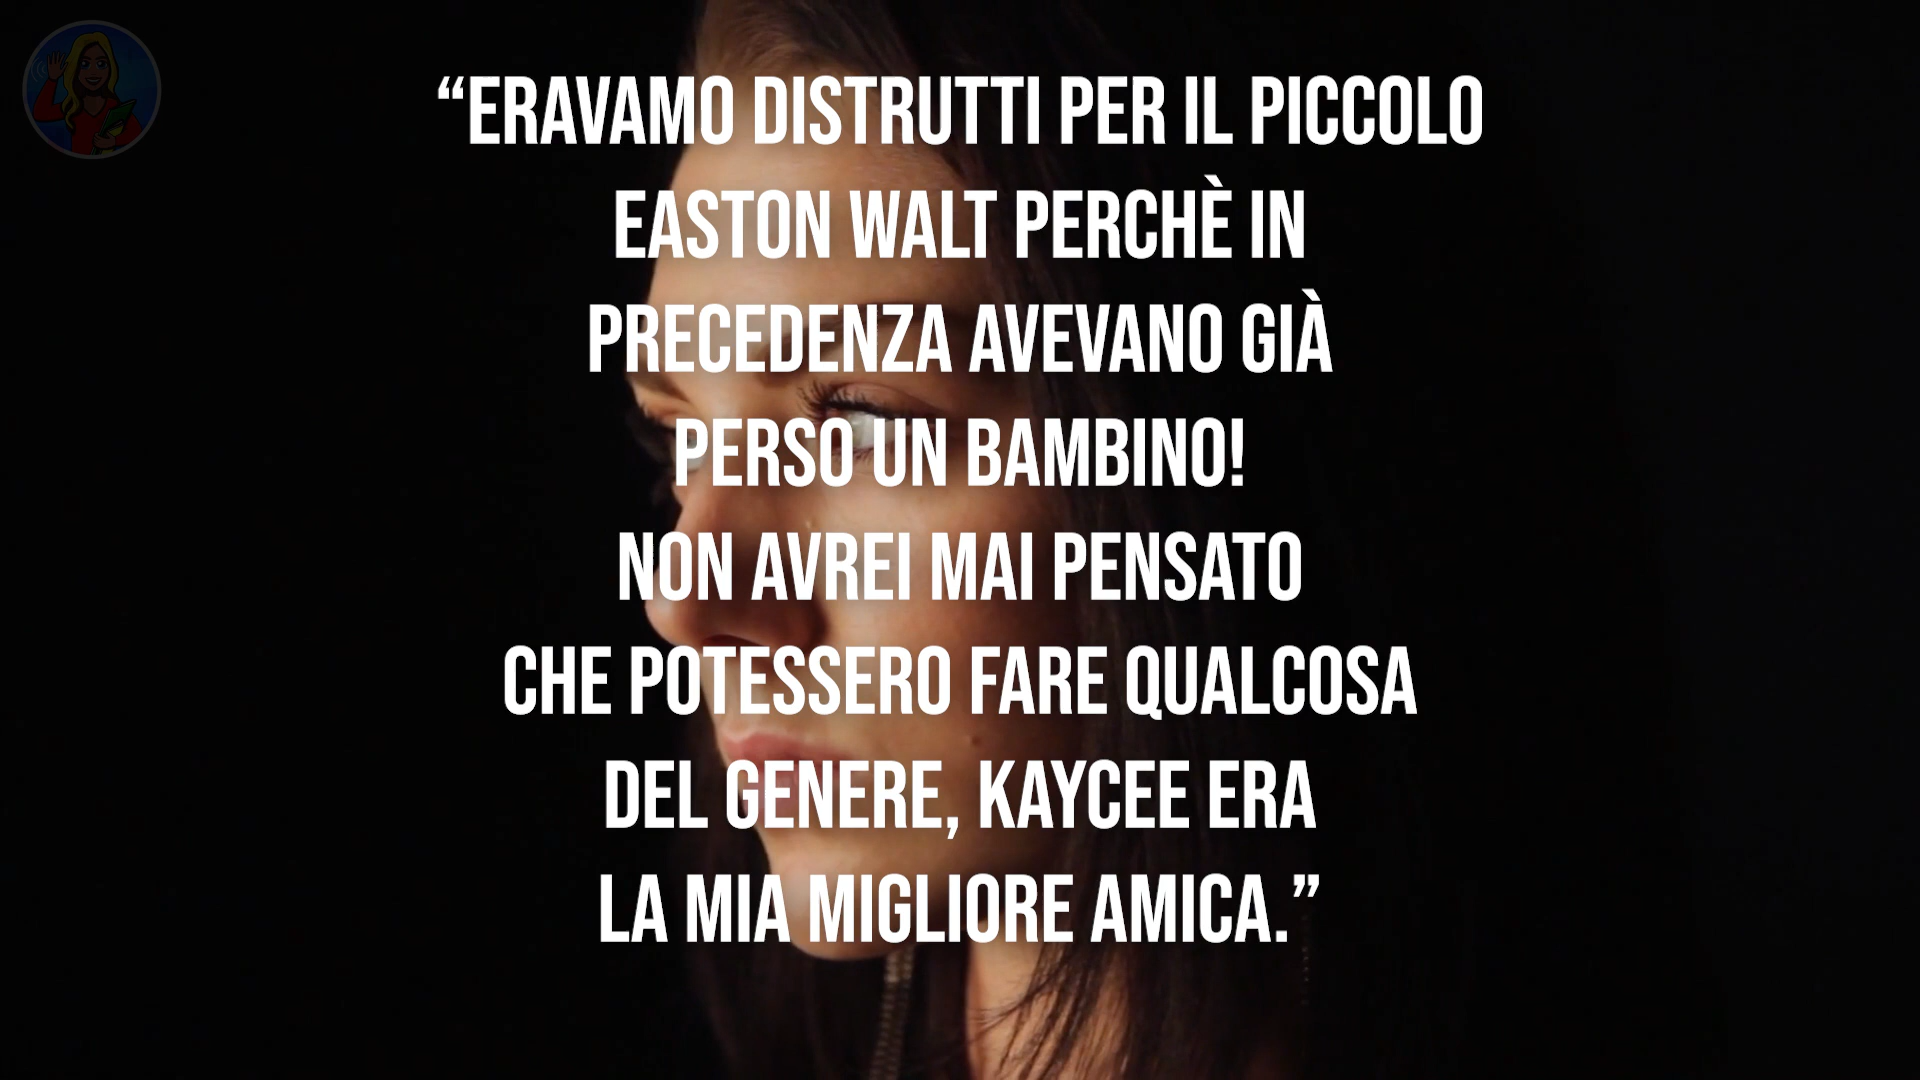 “ERAVAMO DISTRUTTI PER IL PICCOLO
EASTON WALT PERCHÈ IN
PRECEDENZA AVEVANO GIÀ
PERSO UN BAMBINO!
NON AVREI MAI PENSATO
CHE POTESSERO FARE QUALCOSA
DEL GENERE, KAYCEE ERA
LA MIA MIGLIORE AMICA.”